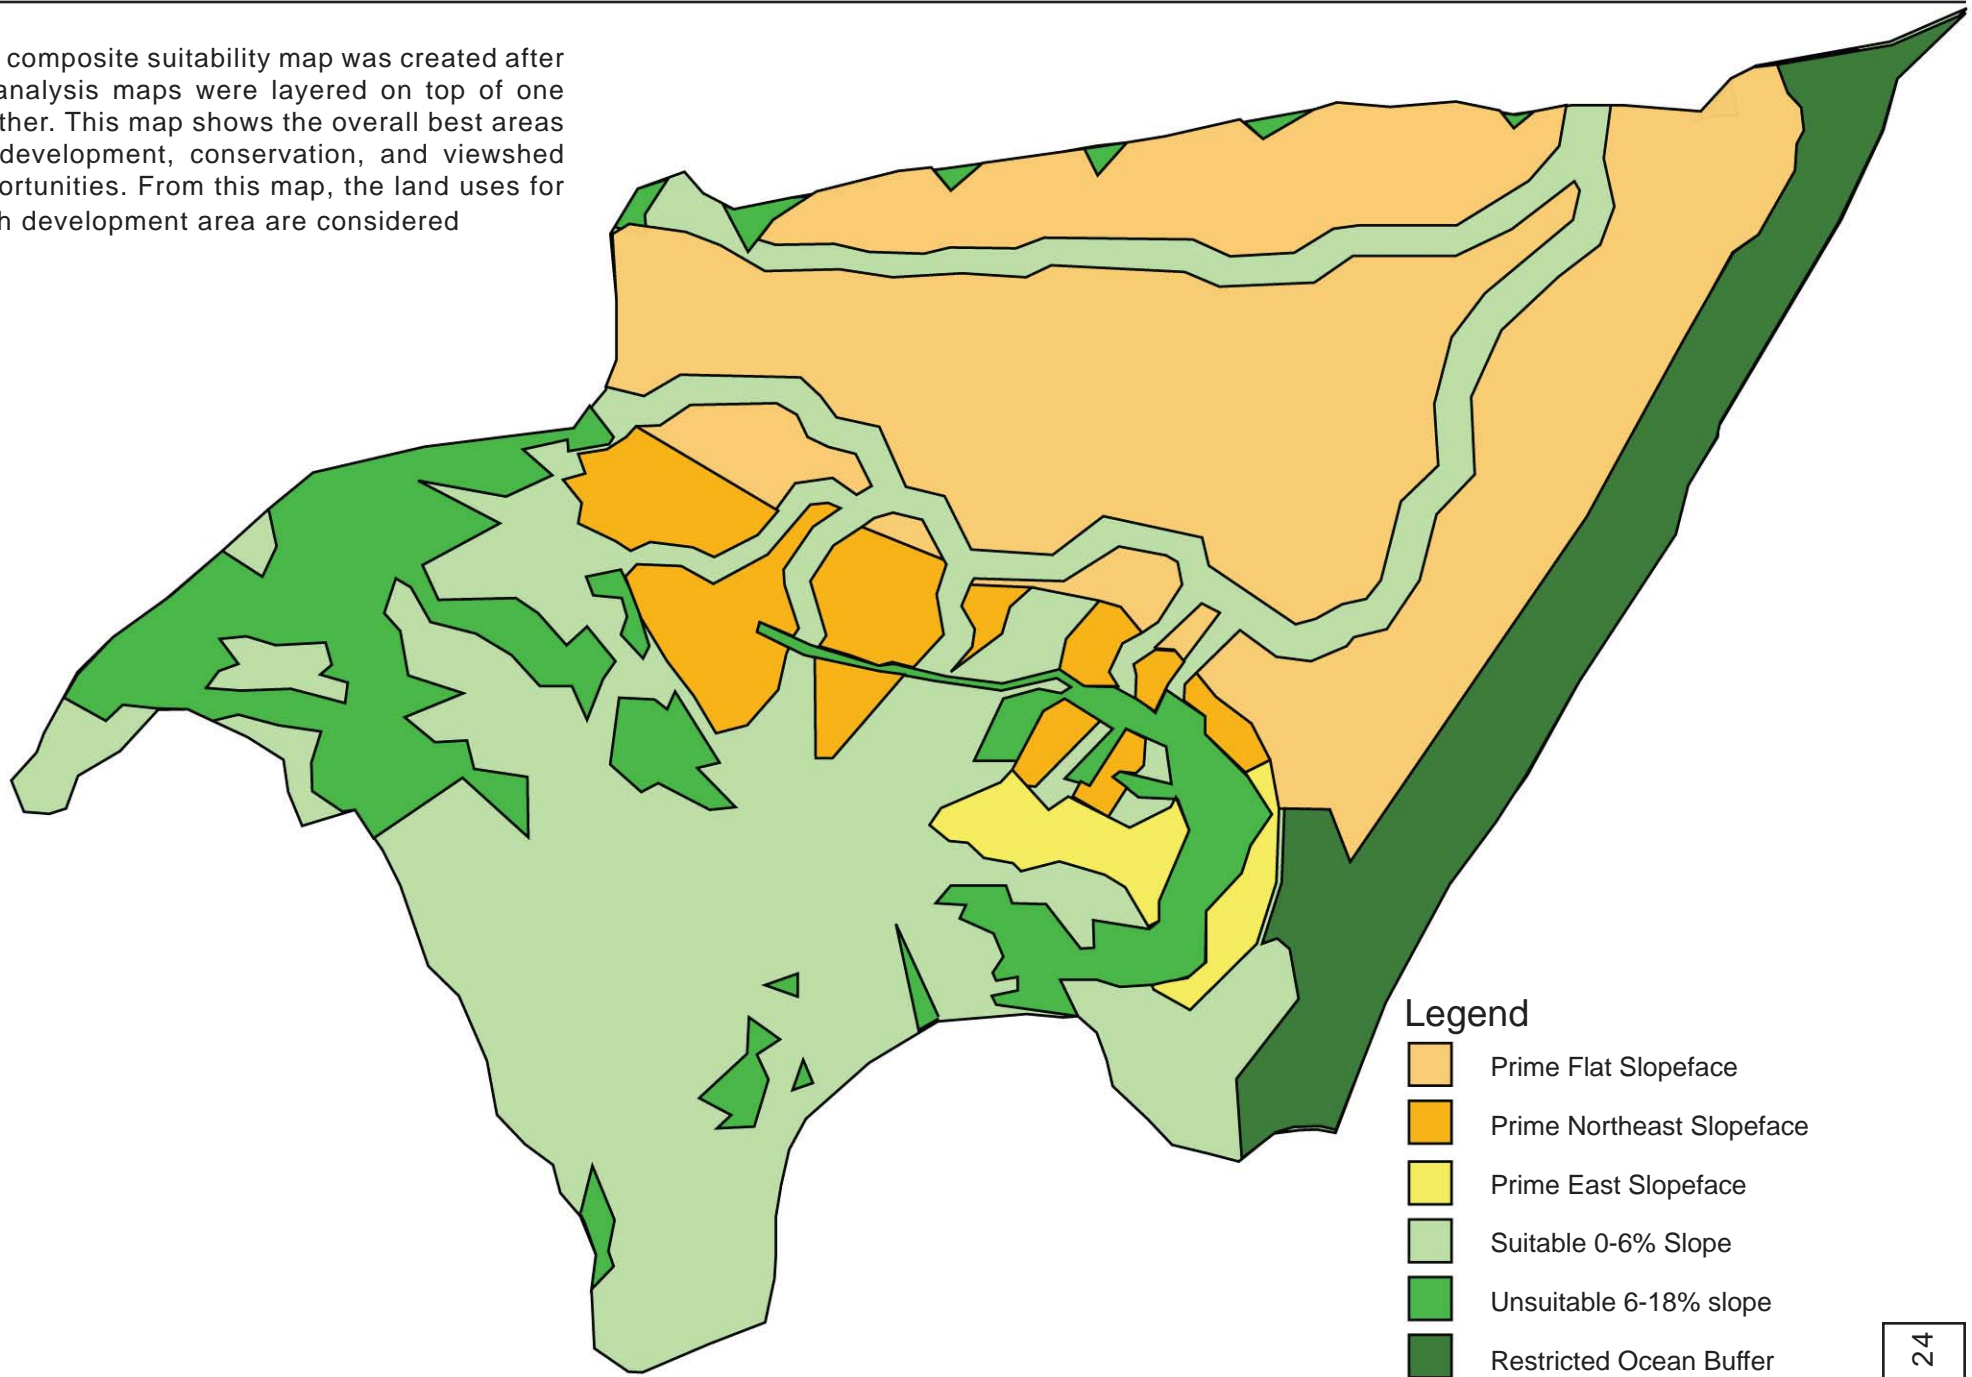 composite suitability map was created after
analysis maps were layered on top of one
ther. This map shows the overall best areas
development, conservation, and viewshed
ortunities. From this map, the land uses for
h development area are considered
Legend
Prime Flat Slopeface
Prime Northeast Slopeface
Prime East Slopeface
Suitable 0-6% Slope
Unsuitable 6-18% slope
Restricted Ocean Buffer
24